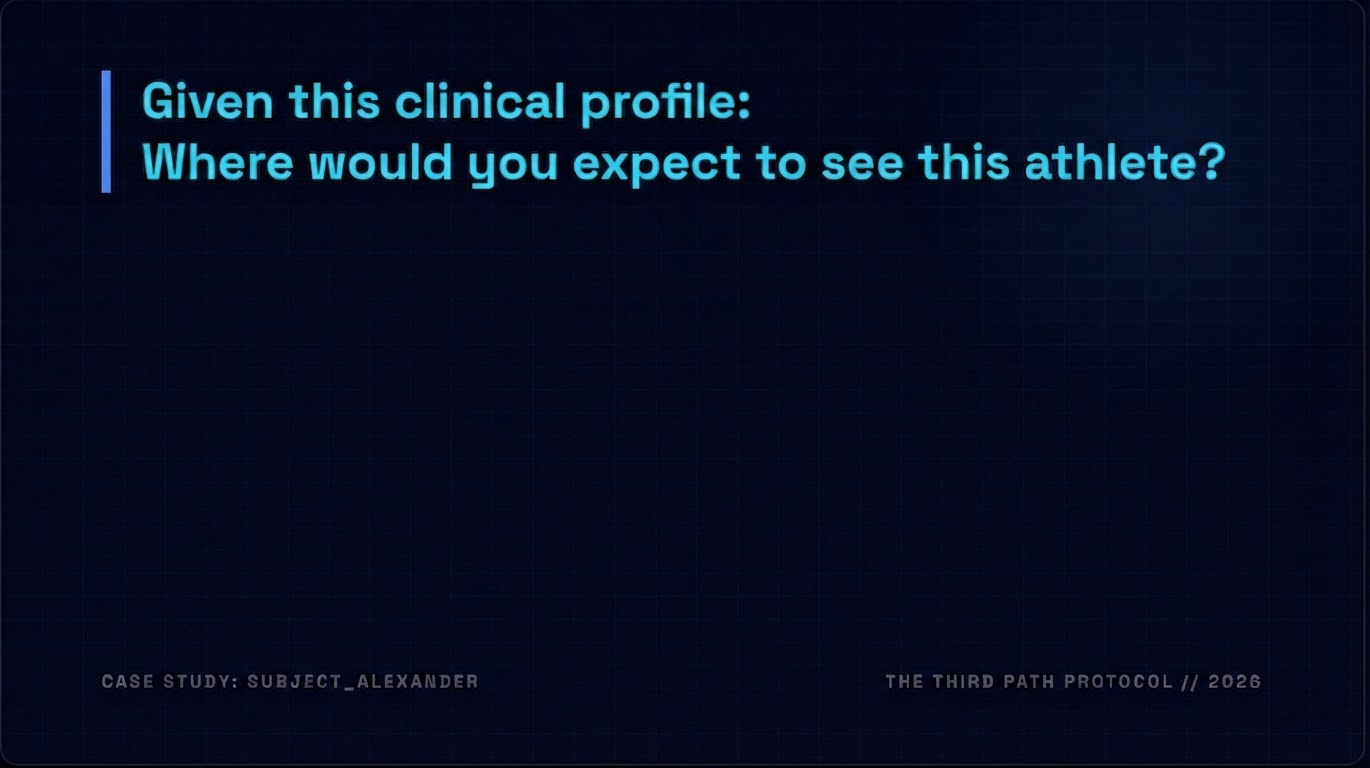 Given this clinical profile:
Where would you expect to see this athlete?
CASE STUDY: SUBJECT_ALEXANDER
THE THIRD PATH PROTOCOL // 2026